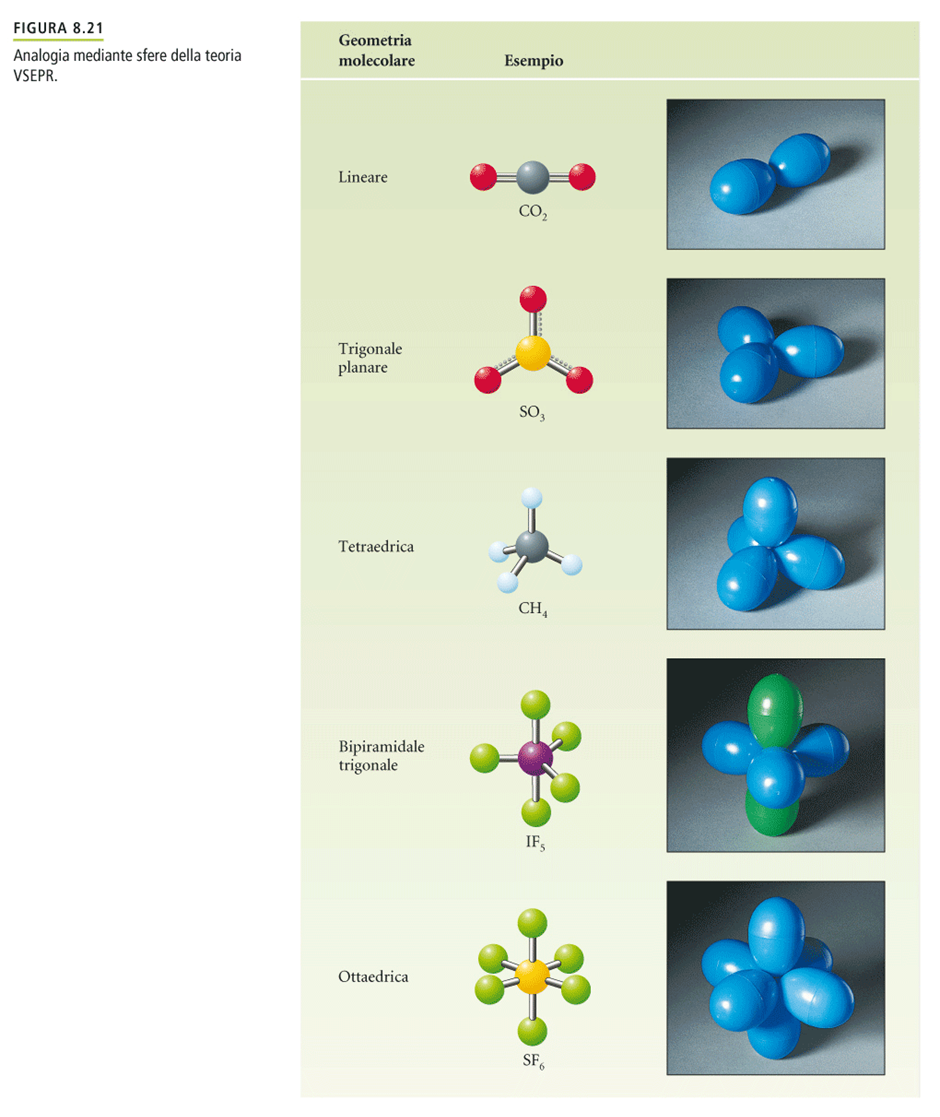 FIGURA 8.21
Analogia mediante sfere della teoria
VSEPR.
Geometria
molecolare
Esempio
Lineare
CO₂
Trigonale
planare
SO₃
Tetraedrica
CH₄
Bipiramidale
trigonale
IF₅
Ottaedrica
SF₆